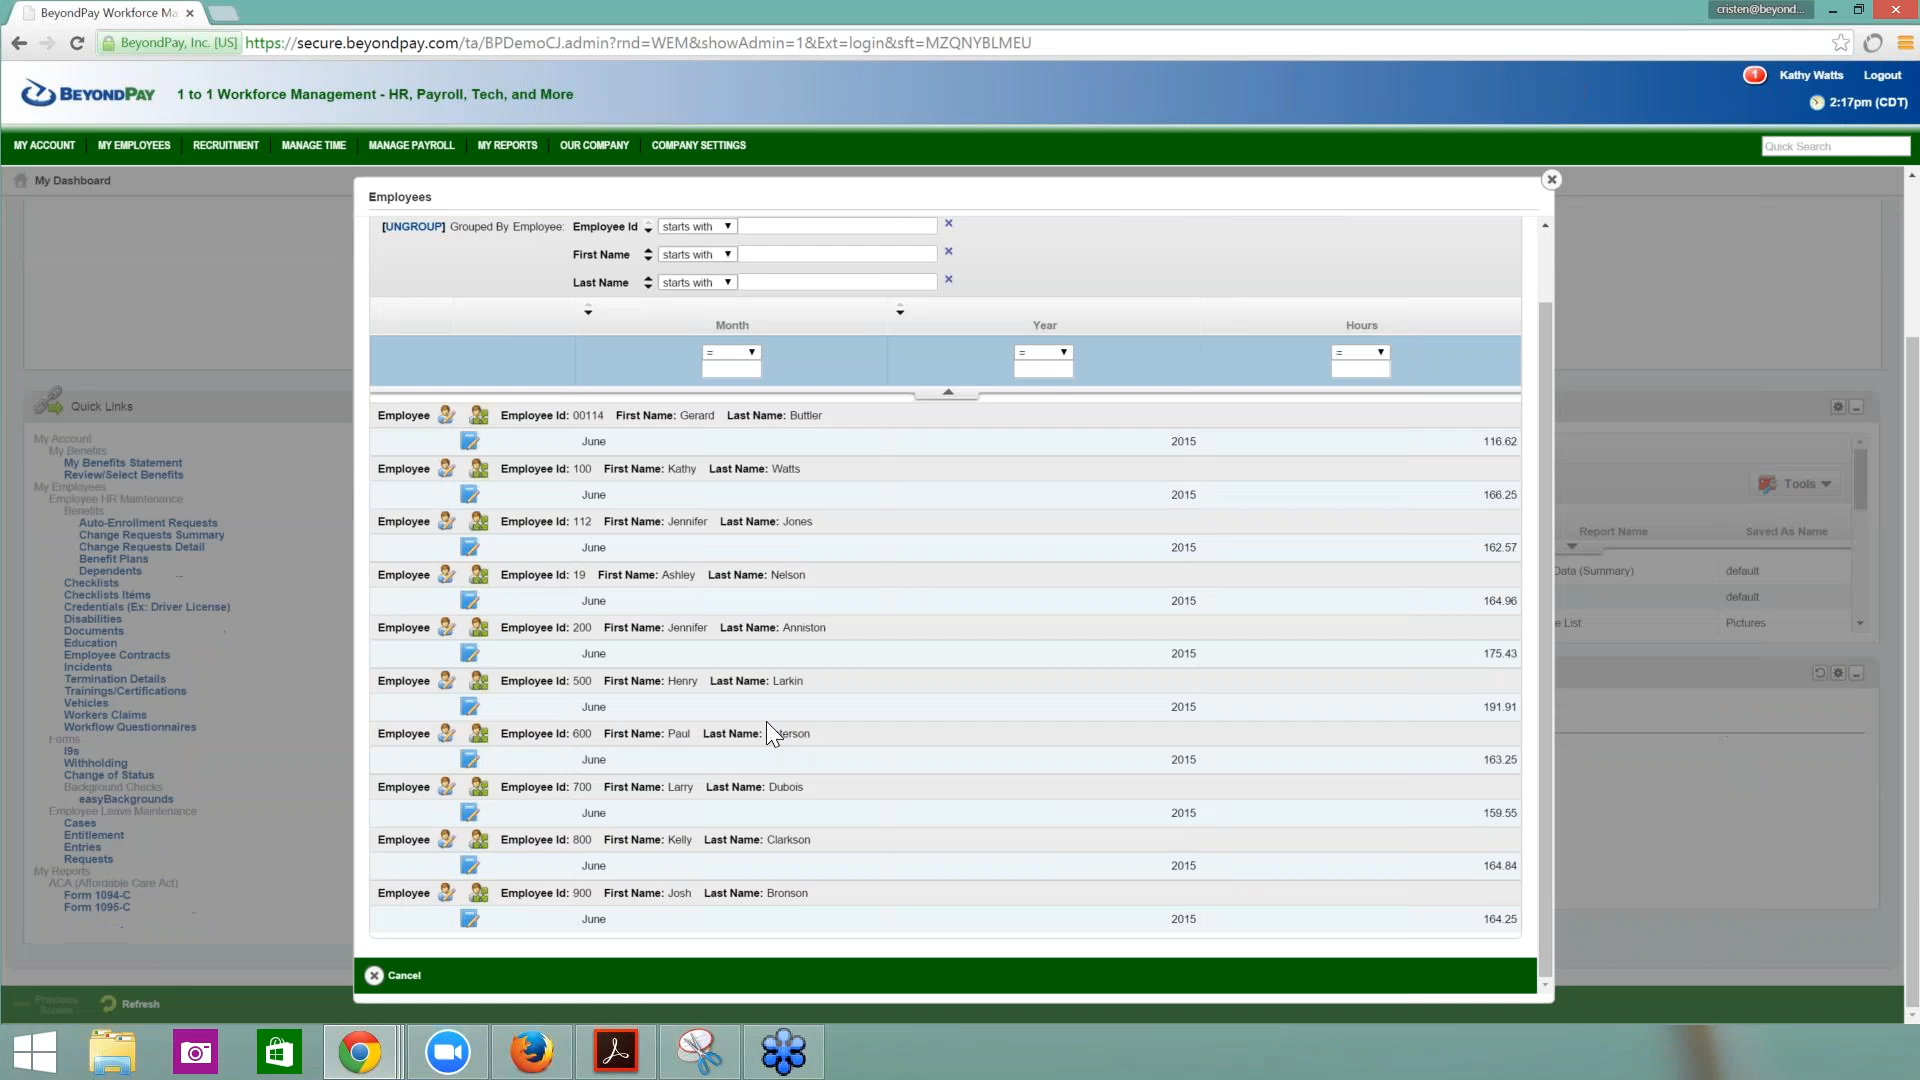 BeyondPay Workforce Ma
cristen@beyond...
BeyondPay, Inc. [US] https://secure.beyondpay.com/ta/BPDemoCJ.admin?rnd=WEM&showAdmin=1&Ext=login&sft=MZQNYBLMEU
BEYONDPAY 1 to 1 Workforce Management - HR, Payroll, Tech, and More
1 Kathy Watts Logout
2:17pm (CDT)
MY ACCOUNT MY EMPLOYEES RECRUITMENT MANAGE TIME MANAGE PAYROLL MY REPORTS OUR COMPANY COMPANY SETTINGS Quick Search
My Dashboard
Employees
[UNGROUP] Grouped By Employee: Employee Id starts with
First Name starts with
Last Name starts with
Month Year Hours
= = =
Employee Employee Id: 00114 First Name: Gerard Last Name: Buttler
June 2015 116.62
Employee Employee Id: 100 First Name: Kathy Last Name: Watts
June 2015 166.25
Employee Employee Id: 112 First Name: Jennifer Last Name: Jones
June 2015 162.57
Employee Employee Id: 19 First Name: Ashley Last Name: Nelson
June 2015 164.96
Employee Employee Id: 200 First Name: Jennifer Last Name: Anniston
June 2015 175.43
Employee Employee Id: 500 First Name: Henry Last Name: Larkin
June 2015 191.91
Employee Employee Id: 600 First Name: Paul Last Name: erson
June 2015 163.25
Employee Employee Id: 700 First Name: Larry Last Name: Dubois
June 2015 159.55
Employee Employee Id: 800 First Name: Kelly Last Name: Clarkson
June 2015 164.84
Employee Employee Id: 900 First Name: Josh Last Name: Bronson
June 2015 164.25
Cancel
Quick Links
My Account
My Benefits
My Benefits Statement
Review/Select Benefits
My Employees
Employee HR Maintenance
Benefits
Auto-Enrollment Requests
Change Requests Summary
Change Requests Detail
Benefit Plans
Dependents
Checklists
Checklists Items
Credentials (Ex: Driver License)
Disabilities
Documents
Education
Employee Contracts
Incidents
Termination Details
Trainings/Certifications
Vehicles
Workers Claims
Workflow Questionnaires
Forms
I9s
Withholding
Change of Status
Background Checks
easyBackgrounds
Employee Leave Maintenance
Cases
Entitlement
Entries
Requests
My Reports
ACA (Affordable Care Act)
Form 1094-C
Form 1095-C
Tools
Report Name Saved As Name
Data (Summary) default
default
e List Pictures
Previous Screen Refresh